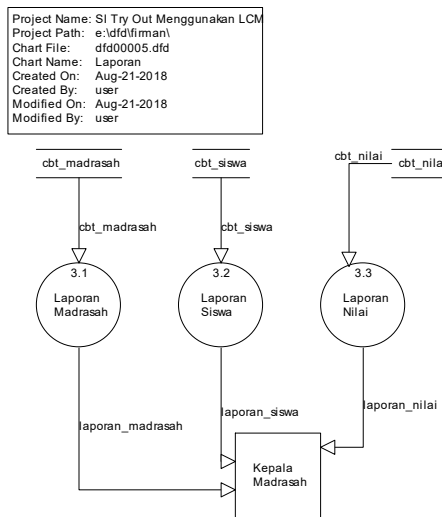 Project Name: SI Try Out Menggunakan LCM
Project Path: e:\dfd\firman\
Chart File: dfd00005.dfd
Chart Name: Laporan
Created On: Aug-21-2018
Created By: user
Modified On: Aug-21-2018
Modified By: user
cbt_madrasah
cbt_siswa
cbt_nilai
cbt_nila
cbt_madrasah
cbt_siswa
3.1
Laporan
Madrasah
3.2
Laporan
Siswa
3.3
Laporan
Nilai
laporan_madrasah
laporan_siswa
laporan_nilai
Kepala
Madrasah